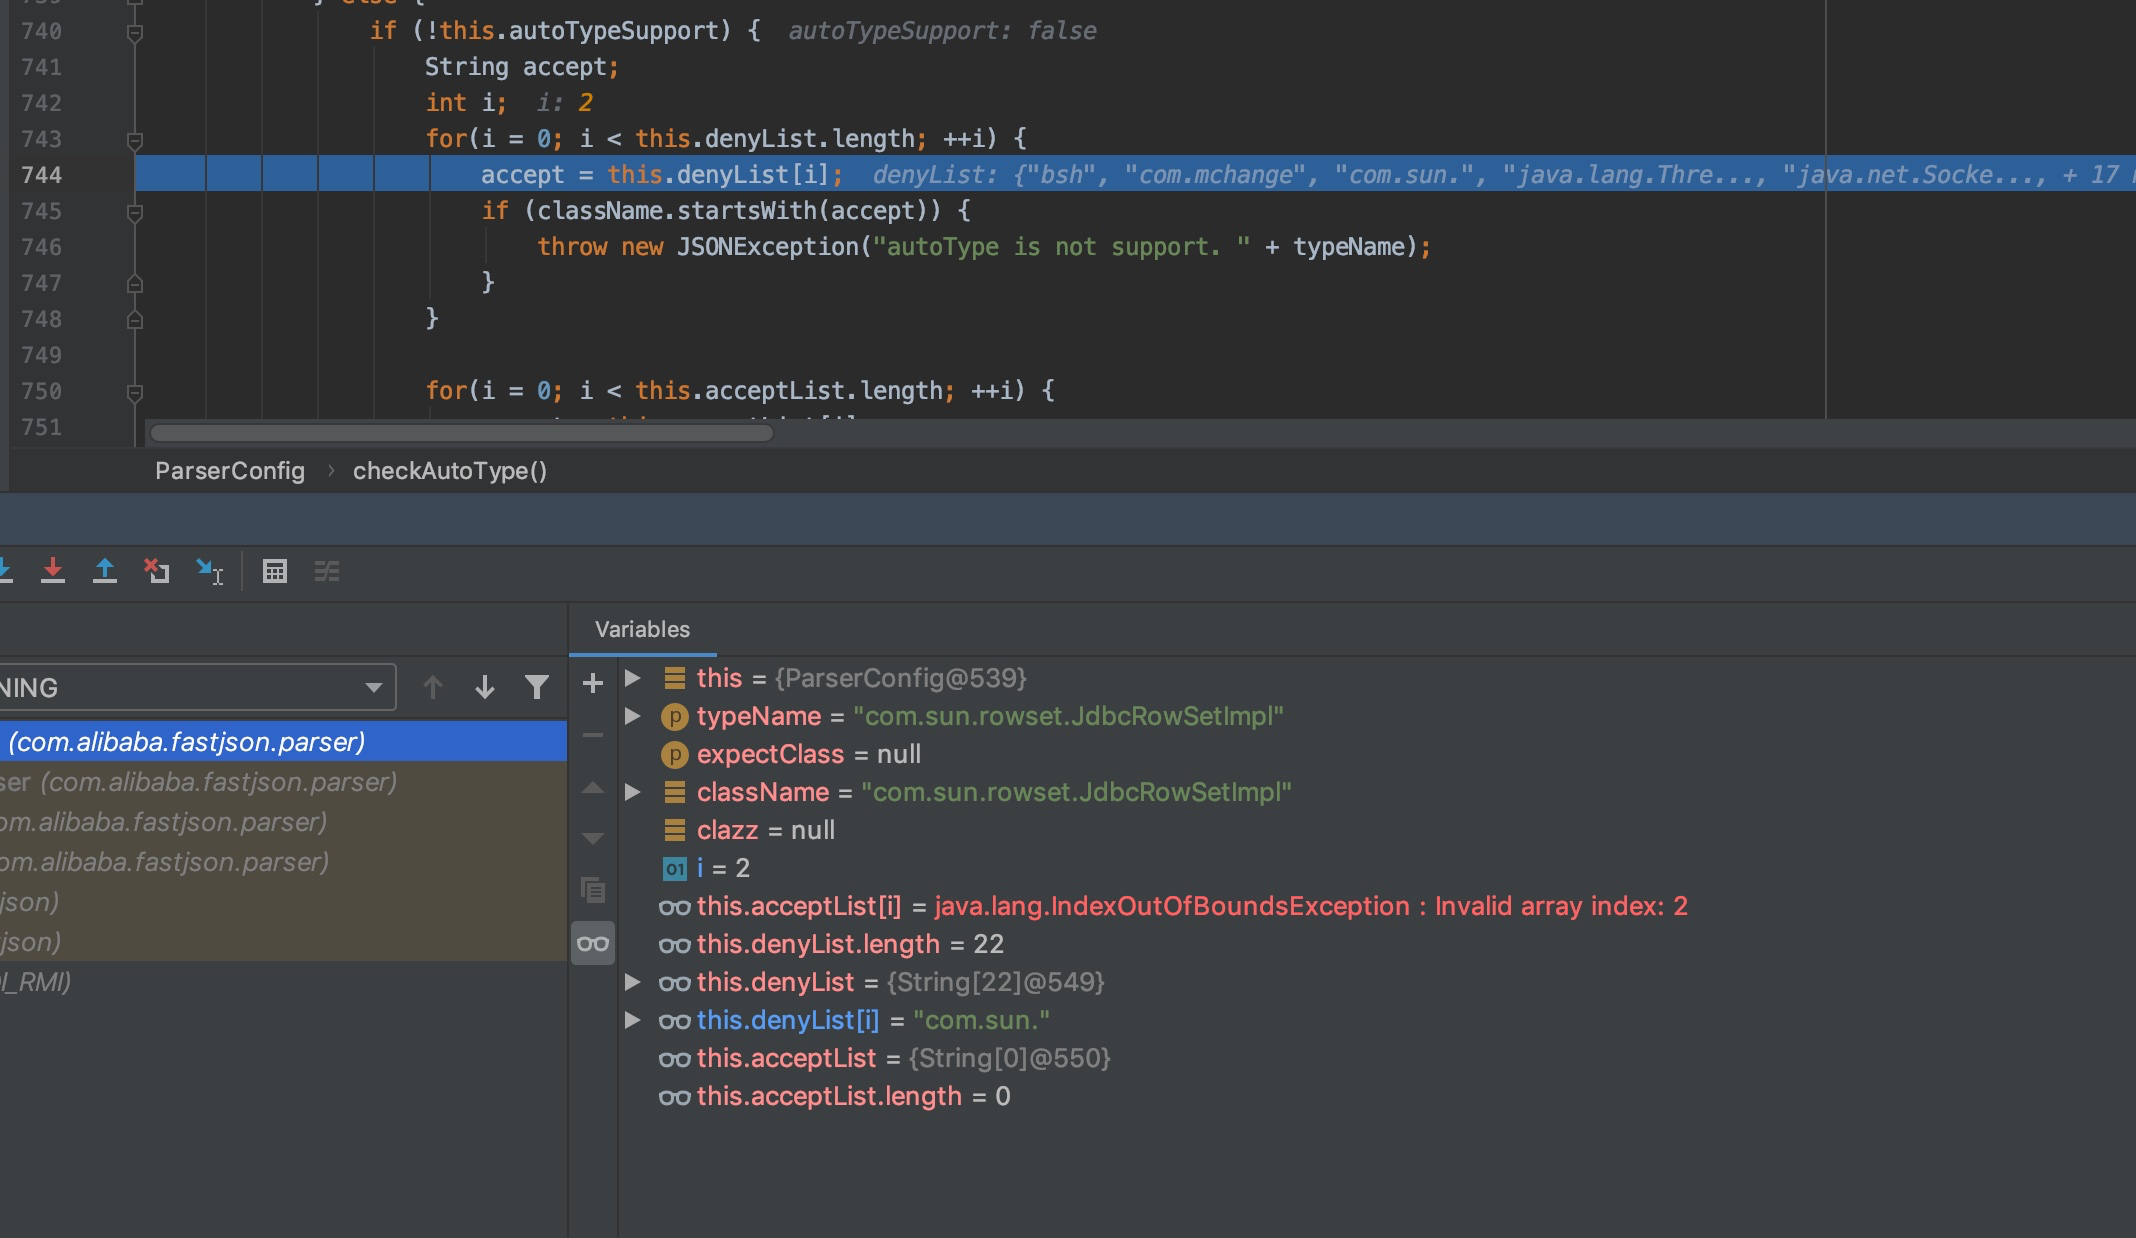 740 if (!this.autoTypeSupport) { autoTypeSupport: false
741 String accept;
742 int i; i: 2
743 for(i = 0; i < this.denyList.length; ++i) {
744 accept = this.denyList[i]; denyList: {"bsh", "com.mchange", "com.sun.", "java.lang.Thre..., "java.net.Socke..., + 17
745 if (className.startsWith(accept)) {
746 throw new JSONException("autoType is not support. " + typeName);
747 }
748 }
749
750 for(i = 0; i < this.acceptList.length; ++i) {
751
ParserConfig › checkAutoType()
Variables
NING
this = {ParserConfig@539}
typeName = "com.sun.rowset.JdbcRowSetImpl"
(com.alibaba.fastjson.parser)
expectClass = null
ser (com.alibaba.fastjson.parser)
className = "com.sun.rowset.JdbcRowSetImpl"
om.alibaba.fastjson.parser)
clazz = null
om.alibaba.fastjson.parser)
01 i = 2
json)
this.acceptList[i] = java.lang.IndexOutOfBoundsException : Invalid array index: 2
json)
this.denyList.length = 22
I_RMI)
this.denyList = {String[22]@549}
this.denyList[i] = "com.sun."
this.acceptList = {String[0]@550}
this.acceptList.length = 0